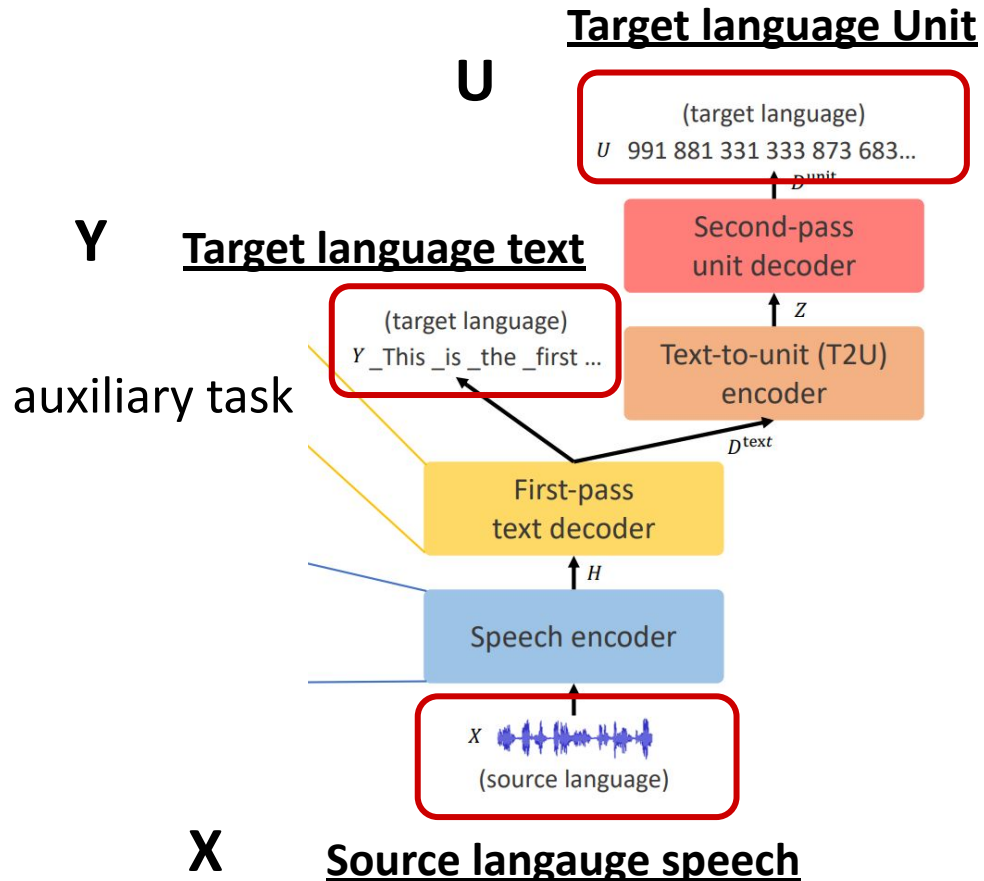 Target language Unit
U
(target language)
U 991 881 331 333 873 683...
D^unit
Second-pass
unit decoder
Y
Target language text
Z
(target language)
Y _This _is _the _first ...
Text-to-unit (T2U)
encoder
auxiliary task
D^text
First-pass
text decoder
H
Speech encoder
X
(source language)
X
Source langauge speech